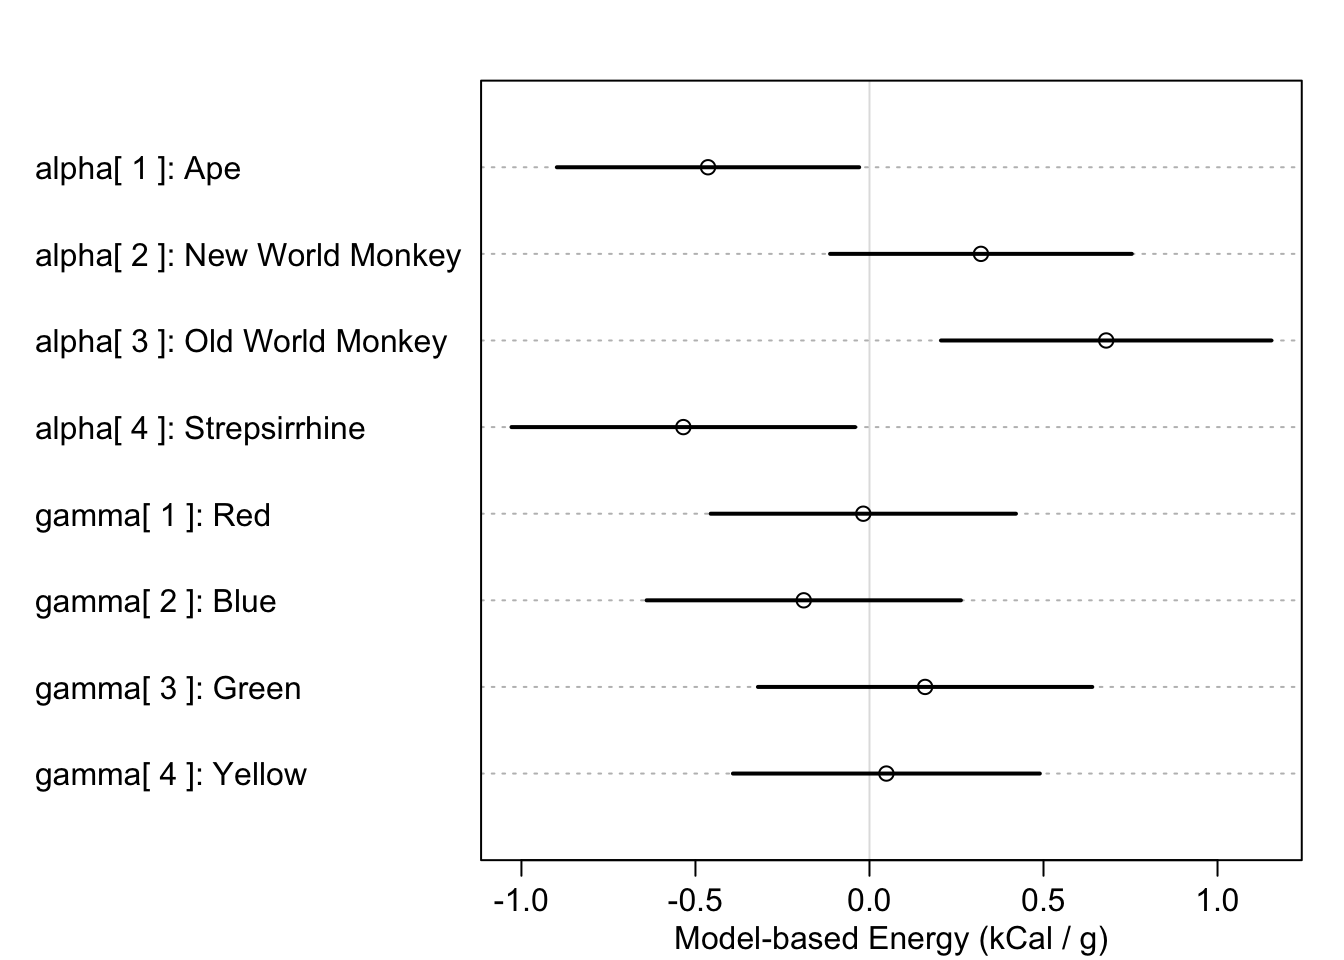 alpha[ 1 ]: Ape
alpha[ 2 ]: New World Monkey
alpha[ 3 ]: Old World Monkey
alpha[ 4 ]: Strepsirrhine
gamma[ 1 ]: Red
gamma[ 2 ]: Blue
gamma[ 3 ]: Green
gamma[ 4 ]: Yellow
-1.0 -0.5 0.0 0.5 1.0
Model-based Energy (kCal / g)